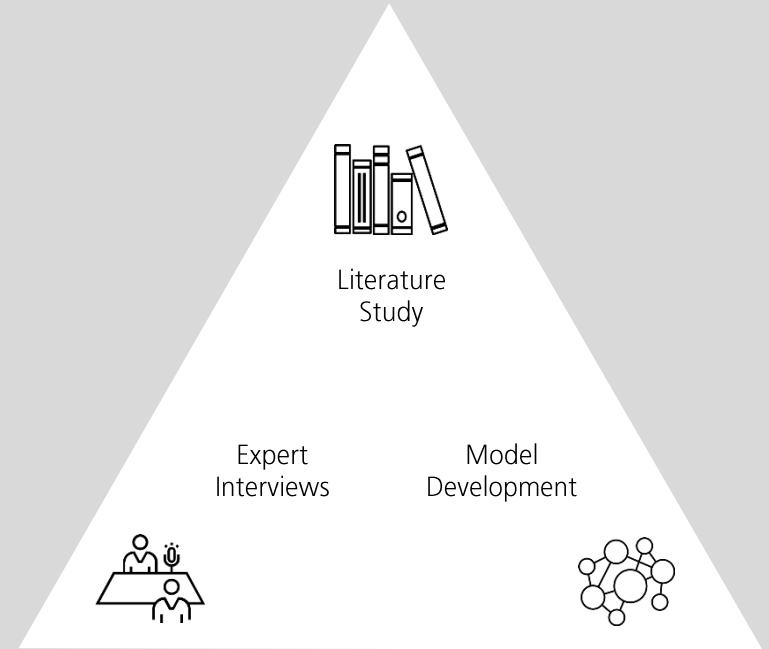 Literature
Study
Expert
Interviews
Model
Development